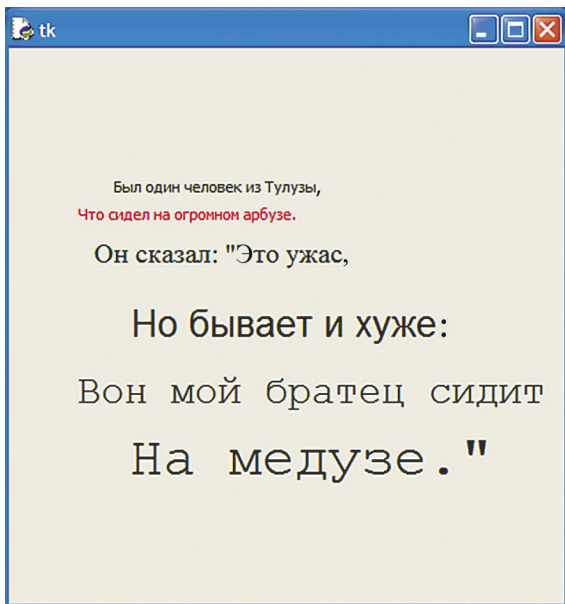 tk
Был один человек из Тулузы,
Что сидел на огромном арбузе.
Он сказал: "Это ужас,
Но бывает и хуже:
Вон мой братец сидит
На медузе."